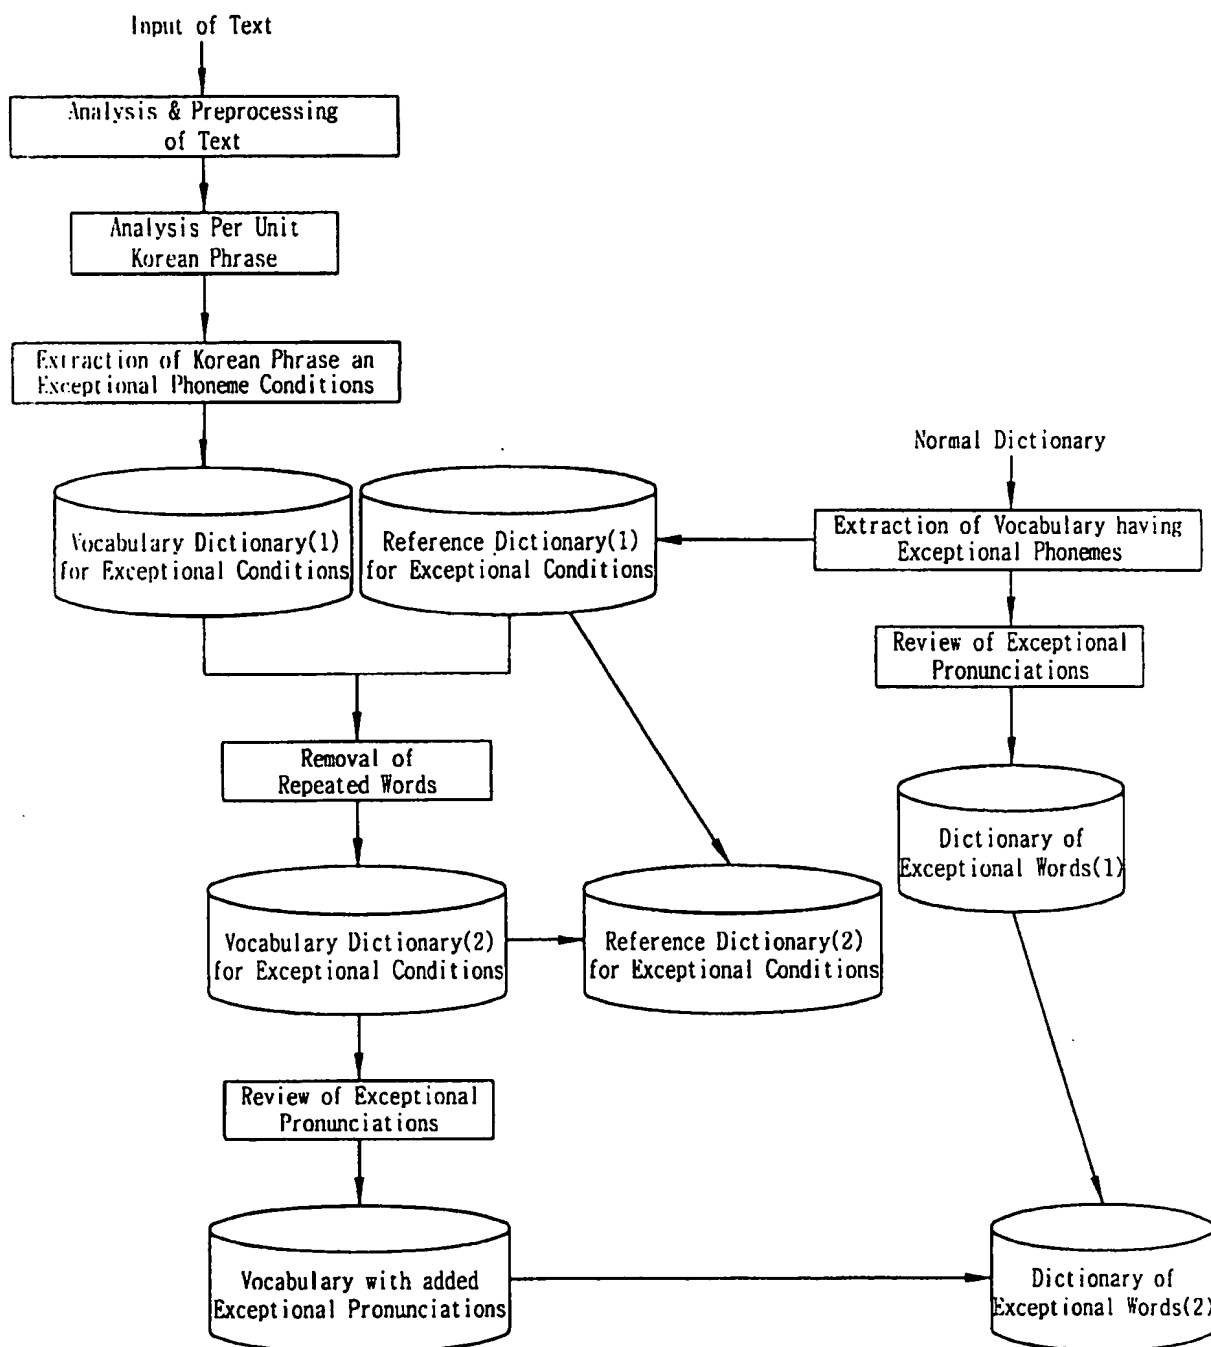 Input of Text
Analysis & Preprocessing
of Text
Analysis Per Unit
Korean Phrase
Extraction of Korean Phrase an
Exceptional Phoneme Conditions
Normal Dictionary
Vocabulary Dictionary(1)
for Exceptional Conditions
Reference Dictionary(1)
for Exceptional Conditions
Extraction of Vocabulary having
Exceptional Phonemes
Review of Exceptional
Pronunciations
Removal of
Repeated Words
Dictionary of
Exceptional Words(1)
Vocabulary Dictionary(2)
for Exceptional Conditions
Reference Dictionary(2)
for Exceptional Conditions
Review of Exceptional
Pronunciations
Vocabulary with added
Exceptional Pronunciations
Dictionary of
Exceptional Words(2)